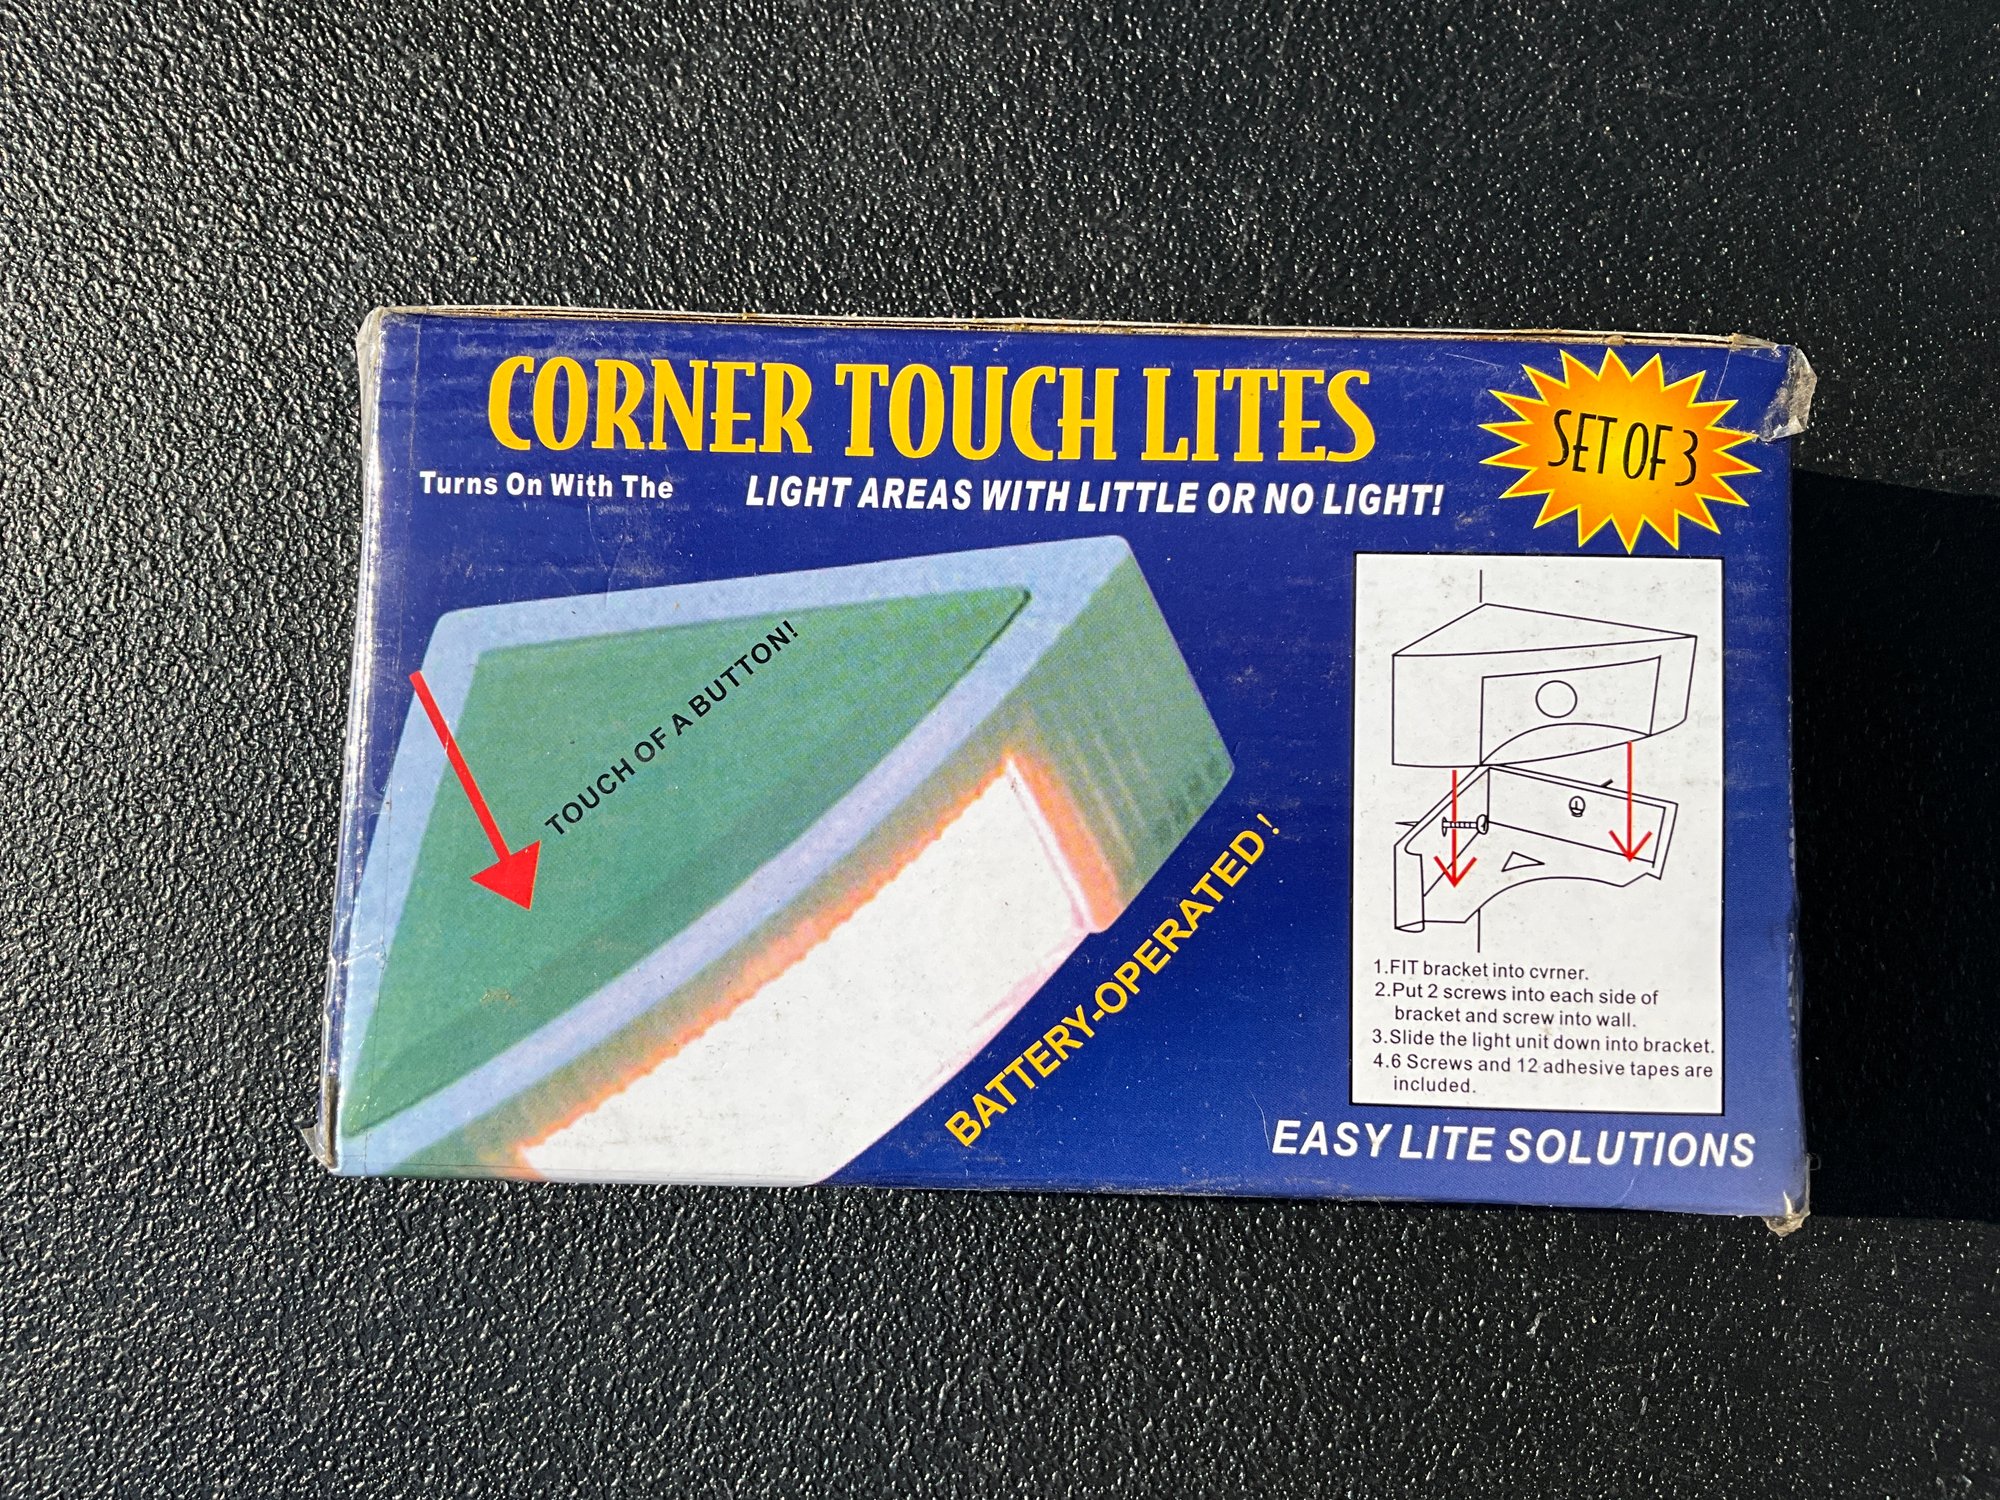 CORNER TOUCH LITES
SET OF 3
Turns On With The
LIGHT AREAS WITH LITTLE OR NO LIGHT!
TOUCH OF A BUTTON!
BATTERY-OPERATED!
1.FIT bracket into cvrner.
2.Put 2 screws into each side of
bracket and screw into wall.
3.Slide the light unit down into bracket.
4.6 Screws and 12 adhesive tapes are
included.
EASY LITE SOLUTIONS